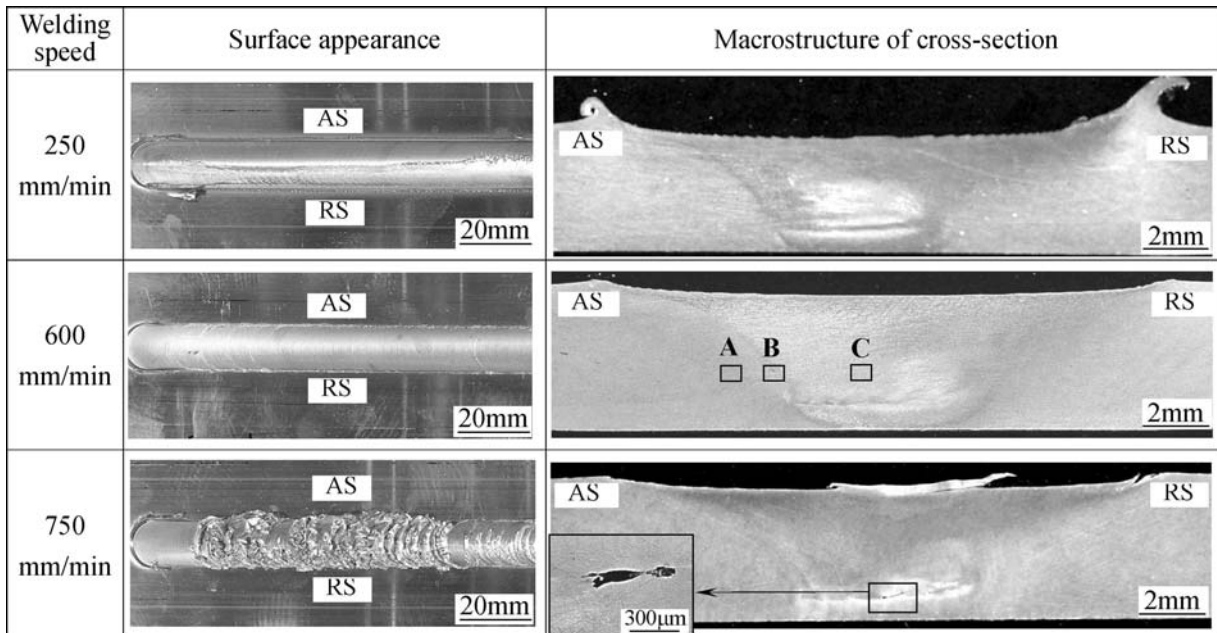 Welding
speed
Surface appearance
Macrostructure of cross-section
250
mm/min
AS
RS
20mm
AS
RS
2mm
600
mm/min
AS
RS
20mm
AS
RS
A
B
C
2mm
750
mm/min
AS
RS
20mm
AS
RS
300μm
2mm